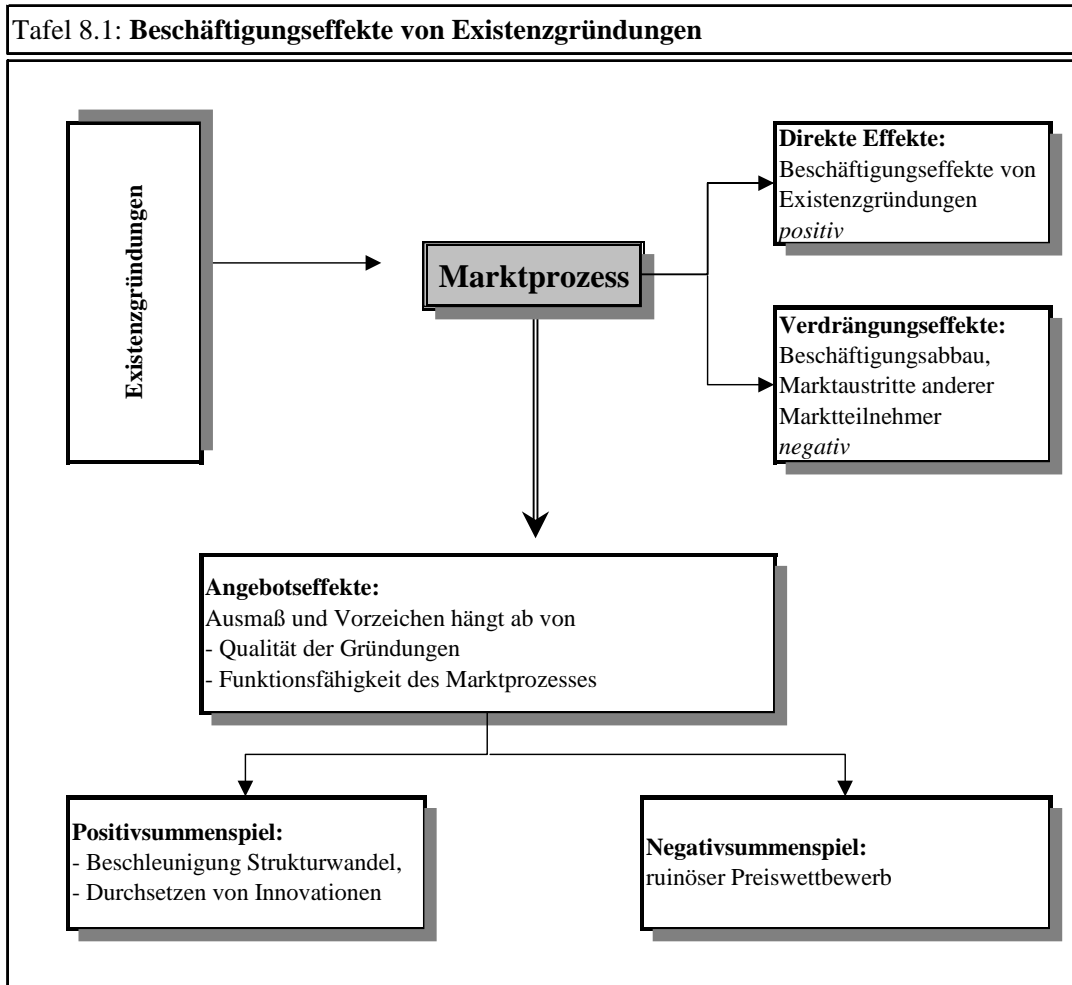 Tafel 8.1: Beschäftigungseffekte von Existenzgründungen
Existenzgründungen
Marktprozess
Direkte Effekte:
Beschäftigungseffekte von
Existenzgründungen
positiv
Verdrängungseffekte:
Beschäftigungsabbau,
Marktaustritte anderer
Marktteilnehmer
negativ
Angebotseffekte:
Ausmaß und Vorzeichen hängt ab von
- Qualität der Gründungen
- Funktionsfähigkeit des Marktprozesses
Positivsummenspiel:
- Beschleunigung Strukturwandel,
- Durchsetzen von Innovationen
Negativsummenspiel:
ruinöser Preiswettbewerb